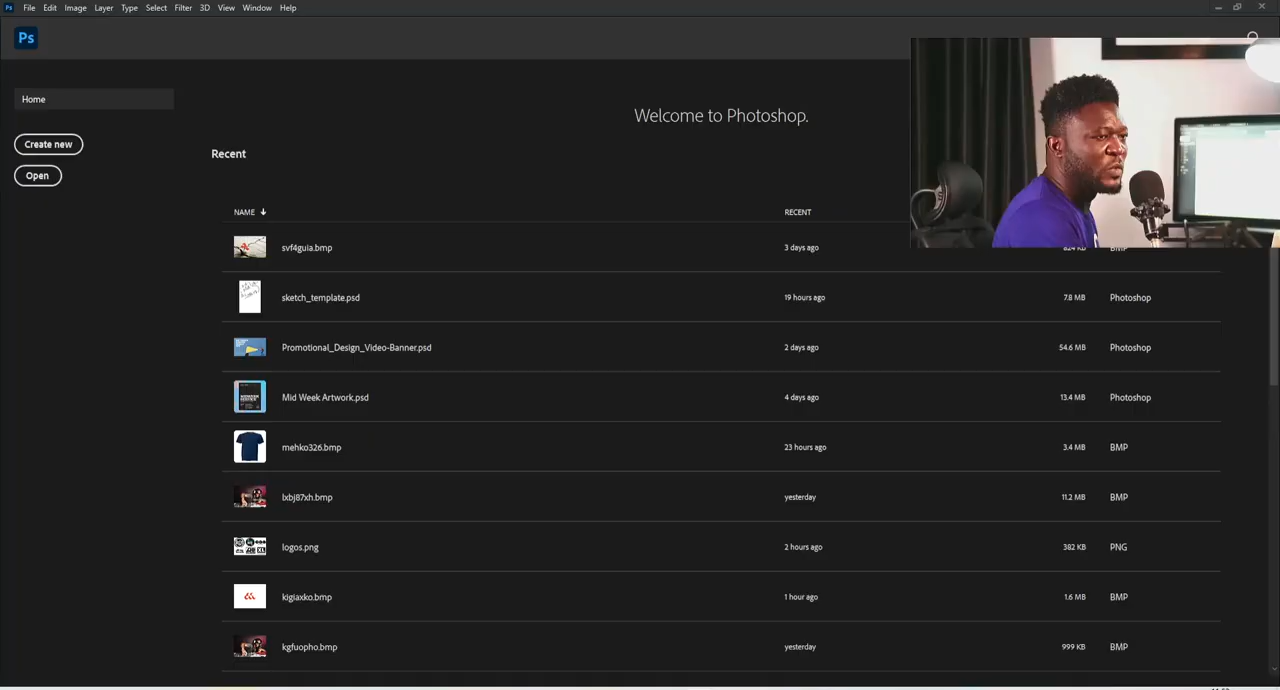 Ps File Edit Image Layer Type Select Filter 3D View Window Help
Ps
Home
Welcome to Photoshop.
Create new
Recent
Open
NAME RECENT
svf4guia.bmp 3 days ago 824 KB BMP
sketch_template.psd 19 hours ago 7.8 MB Photoshop
Promotional_Design_Video-Banner.psd 2 days ago 54.6 MB Photoshop
Mid Week Artwork.psd 4 days ago 13.4 MB Photoshop
mehko326.bmp 23 hours ago 3.4 MB BMP
lxbj87xh.bmp yesterday 11.2 MB BMP
logos.png 2 hours ago 382 KB PNG
kigiaxko.bmp 1 hour ago 1.6 MB BMP
kgfuopho.bmp yesterday 999 KB BMP